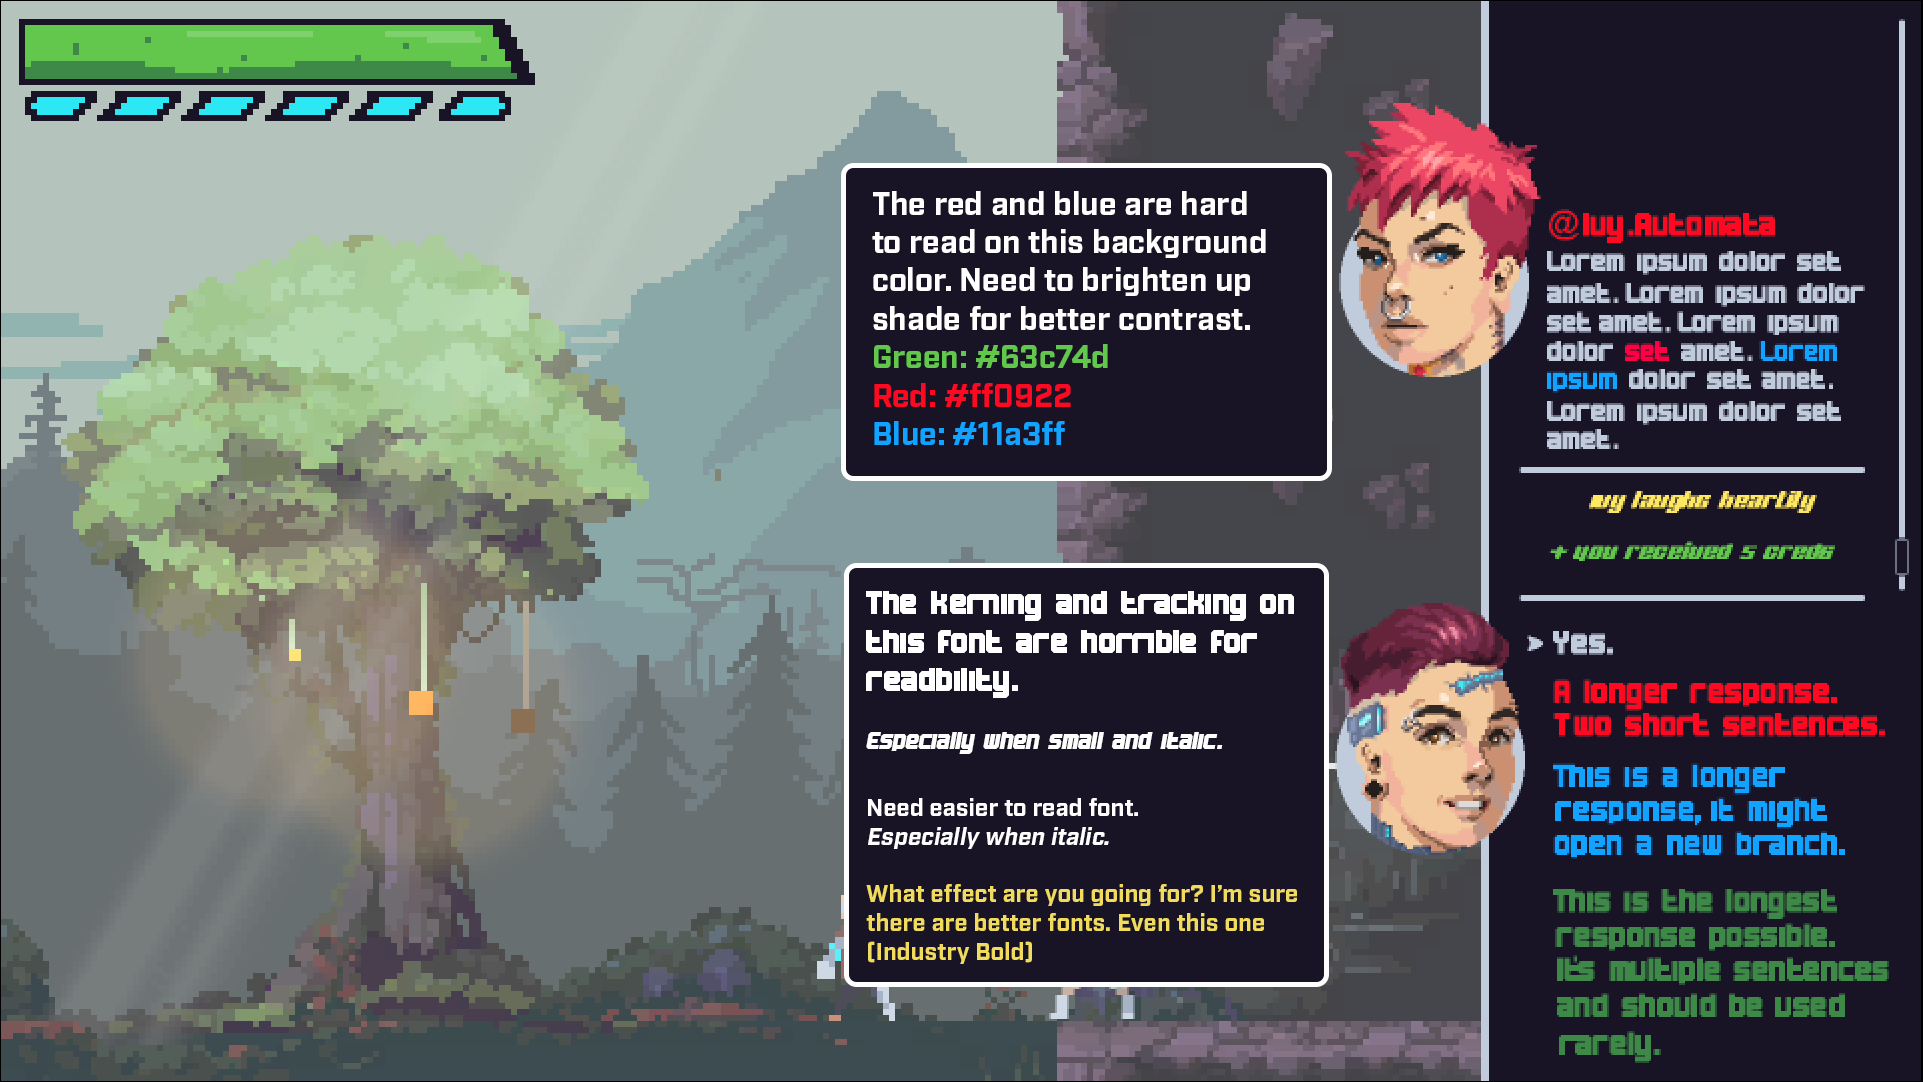 The red and blue are hard
to read on this background
color. Need to brighten up
shade for better contrast.
Green: #63c74d
Red: #ff0922
Blue: #11a3ff
The kerning and tracking on
this font are horrible for
readbility.
Especially when small and italic.
Need easier to read font.
Especially when italic.
What effect are you going for? I'm sure
there are better fonts. Even this one
(Industry Bold)
@Ivy.Automata
Lorem ipsum dolor set
amet. Lorem ipsum dolor
set amet. Lorem ipsum
dolor set amet. Lorem
ipsum dolor set amet.
Lorem ipsum dolor set
amet.
laughs heartily
+ you received 5 creds
Yes.
A longer response.
Two short sentences.
This is a longer
response, it might
open a new branch.
This is the longest
response possible.
It's multiple sentences
and should be used
rarely.